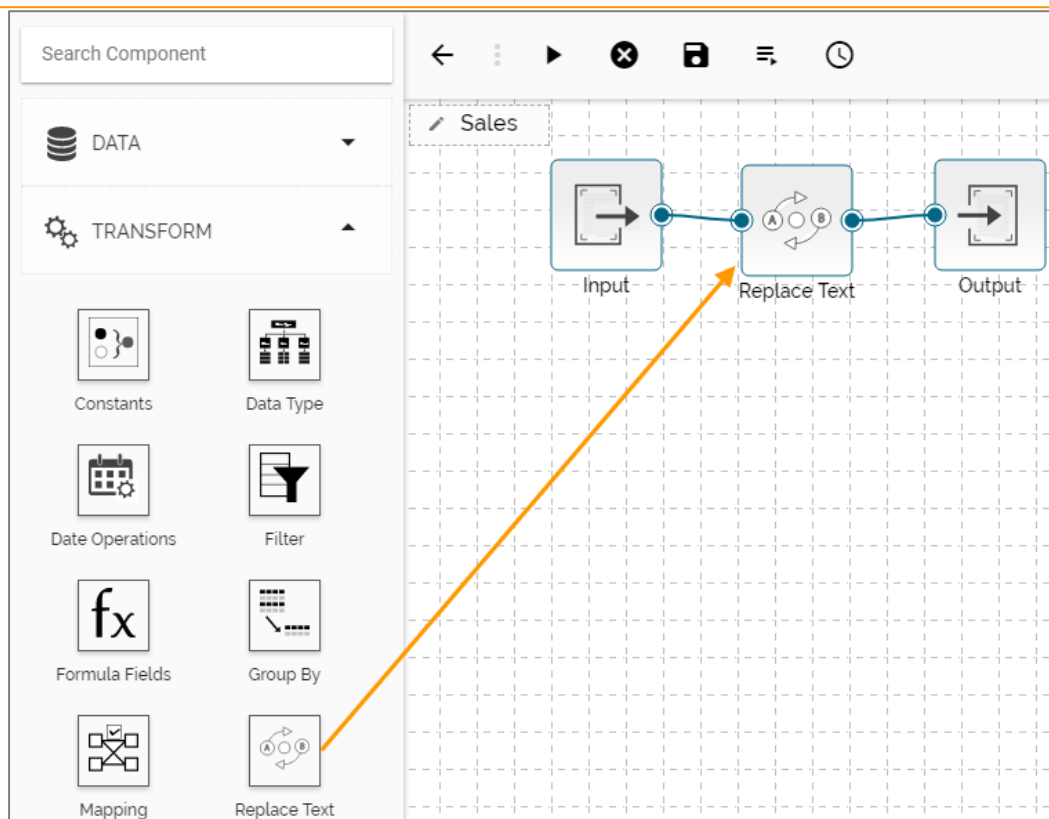 Search Component
DATA
TRANSFORM
Constants
Data Type
Date Operations
Filter
fx
Formula Fields
Group By
Mapping
Replace Text
Sales
A B
Input
Replace Text
Output
A B